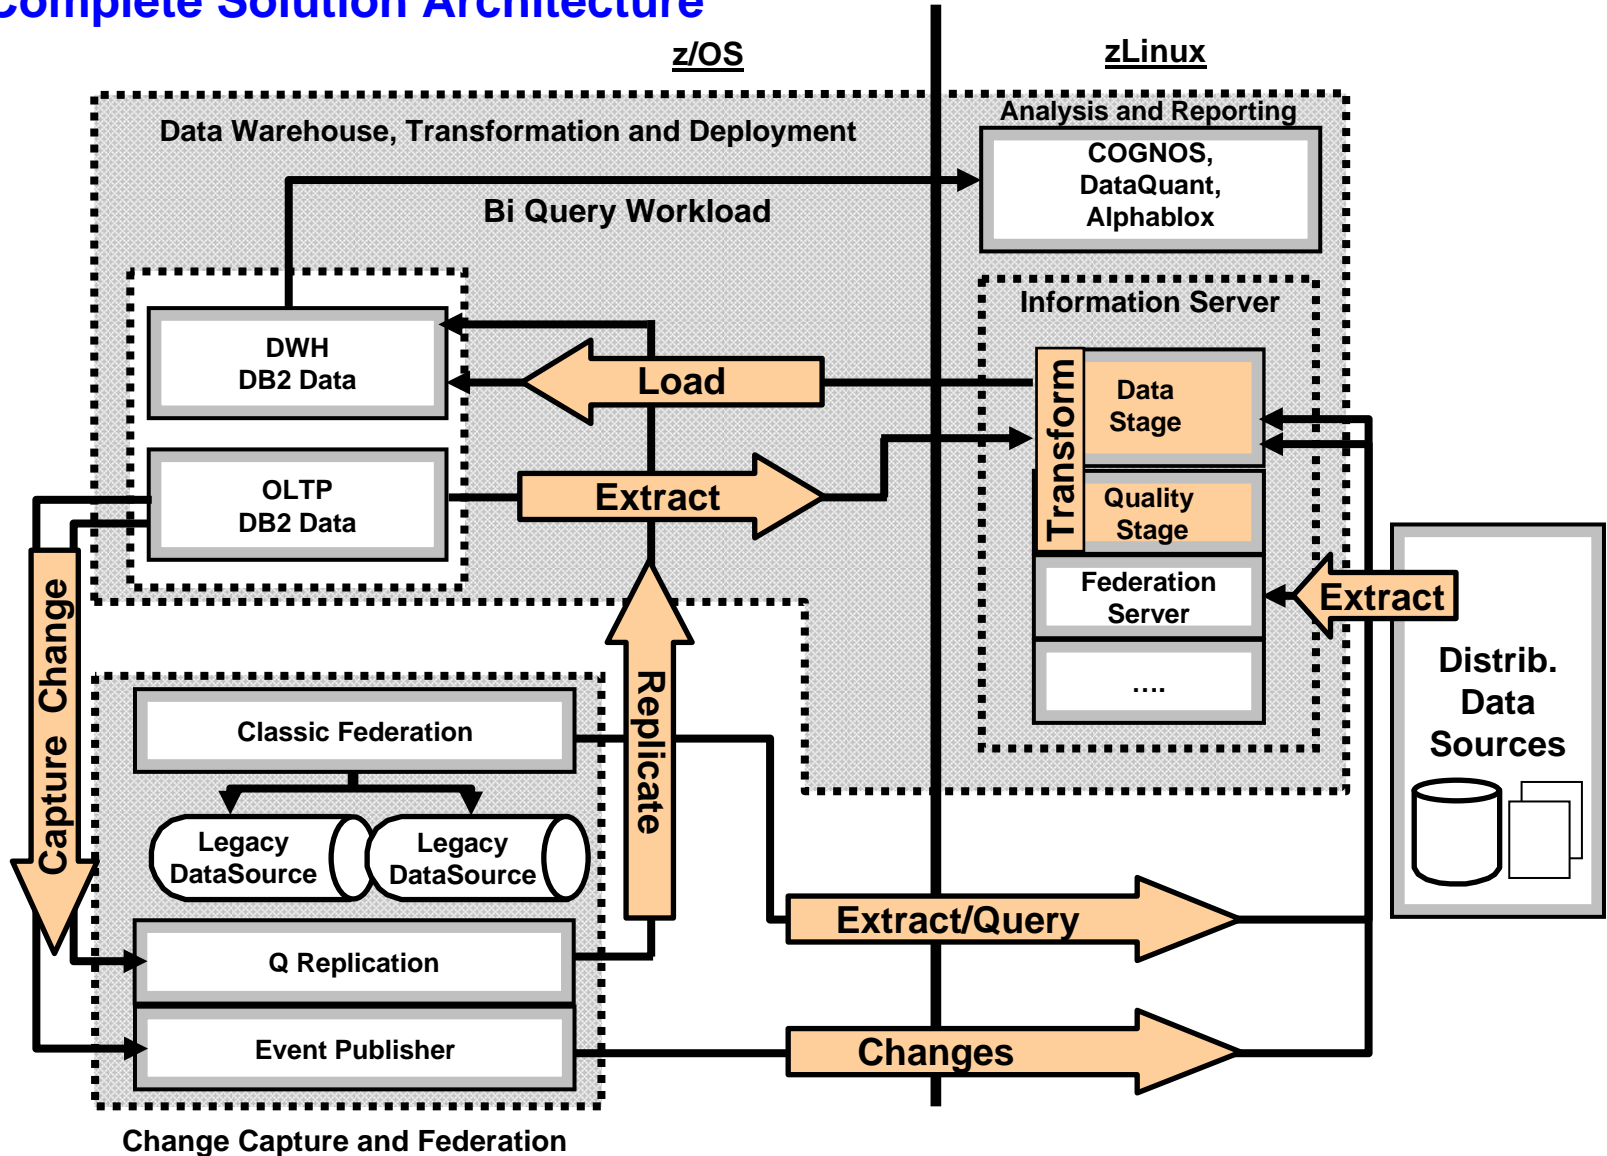 Complete Solution Architecture
z/OS
zLinux
Data Warehouse, Transformation and Deployment
Analysis and Reporting
COGNOS,
DataQuant,
Alphablox
Bi Query Workload
Information Server
DWH
DB2 Data
Load
Transform
Data
Stage
OLTP
DB2 Data
Extract
Quality
Stage
Federation
Server
Extract
....
Distrib.
Data
Sources
Capture Change
Replicate
Classic Federation
Legacy
DataSource
Legacy
DataSource
Extract/Query
Q Replication
Event Publisher
Changes
Change Capture and Federation